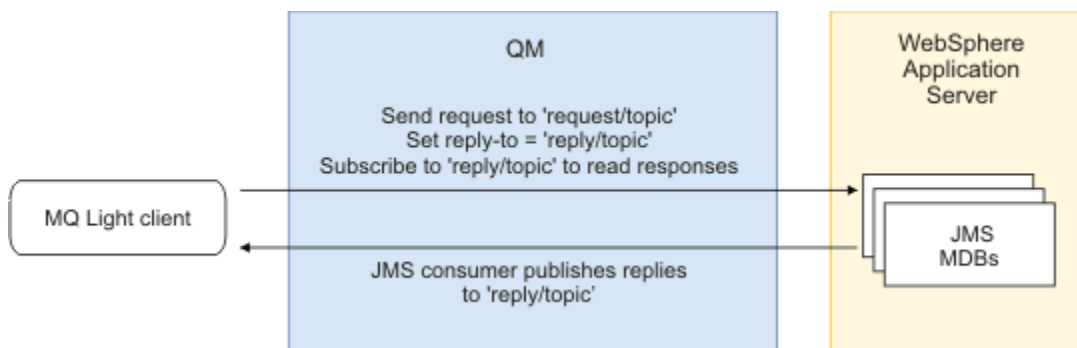 QM
Send request to 'request/topic'
Set reply-to = 'reply/topic'
Subscribe to 'reply/topic' to read responses
MQ Light client
JMS consumer publishes replies
to 'reply/topic'
WebSphere
Application
Server
JMS
MDBs